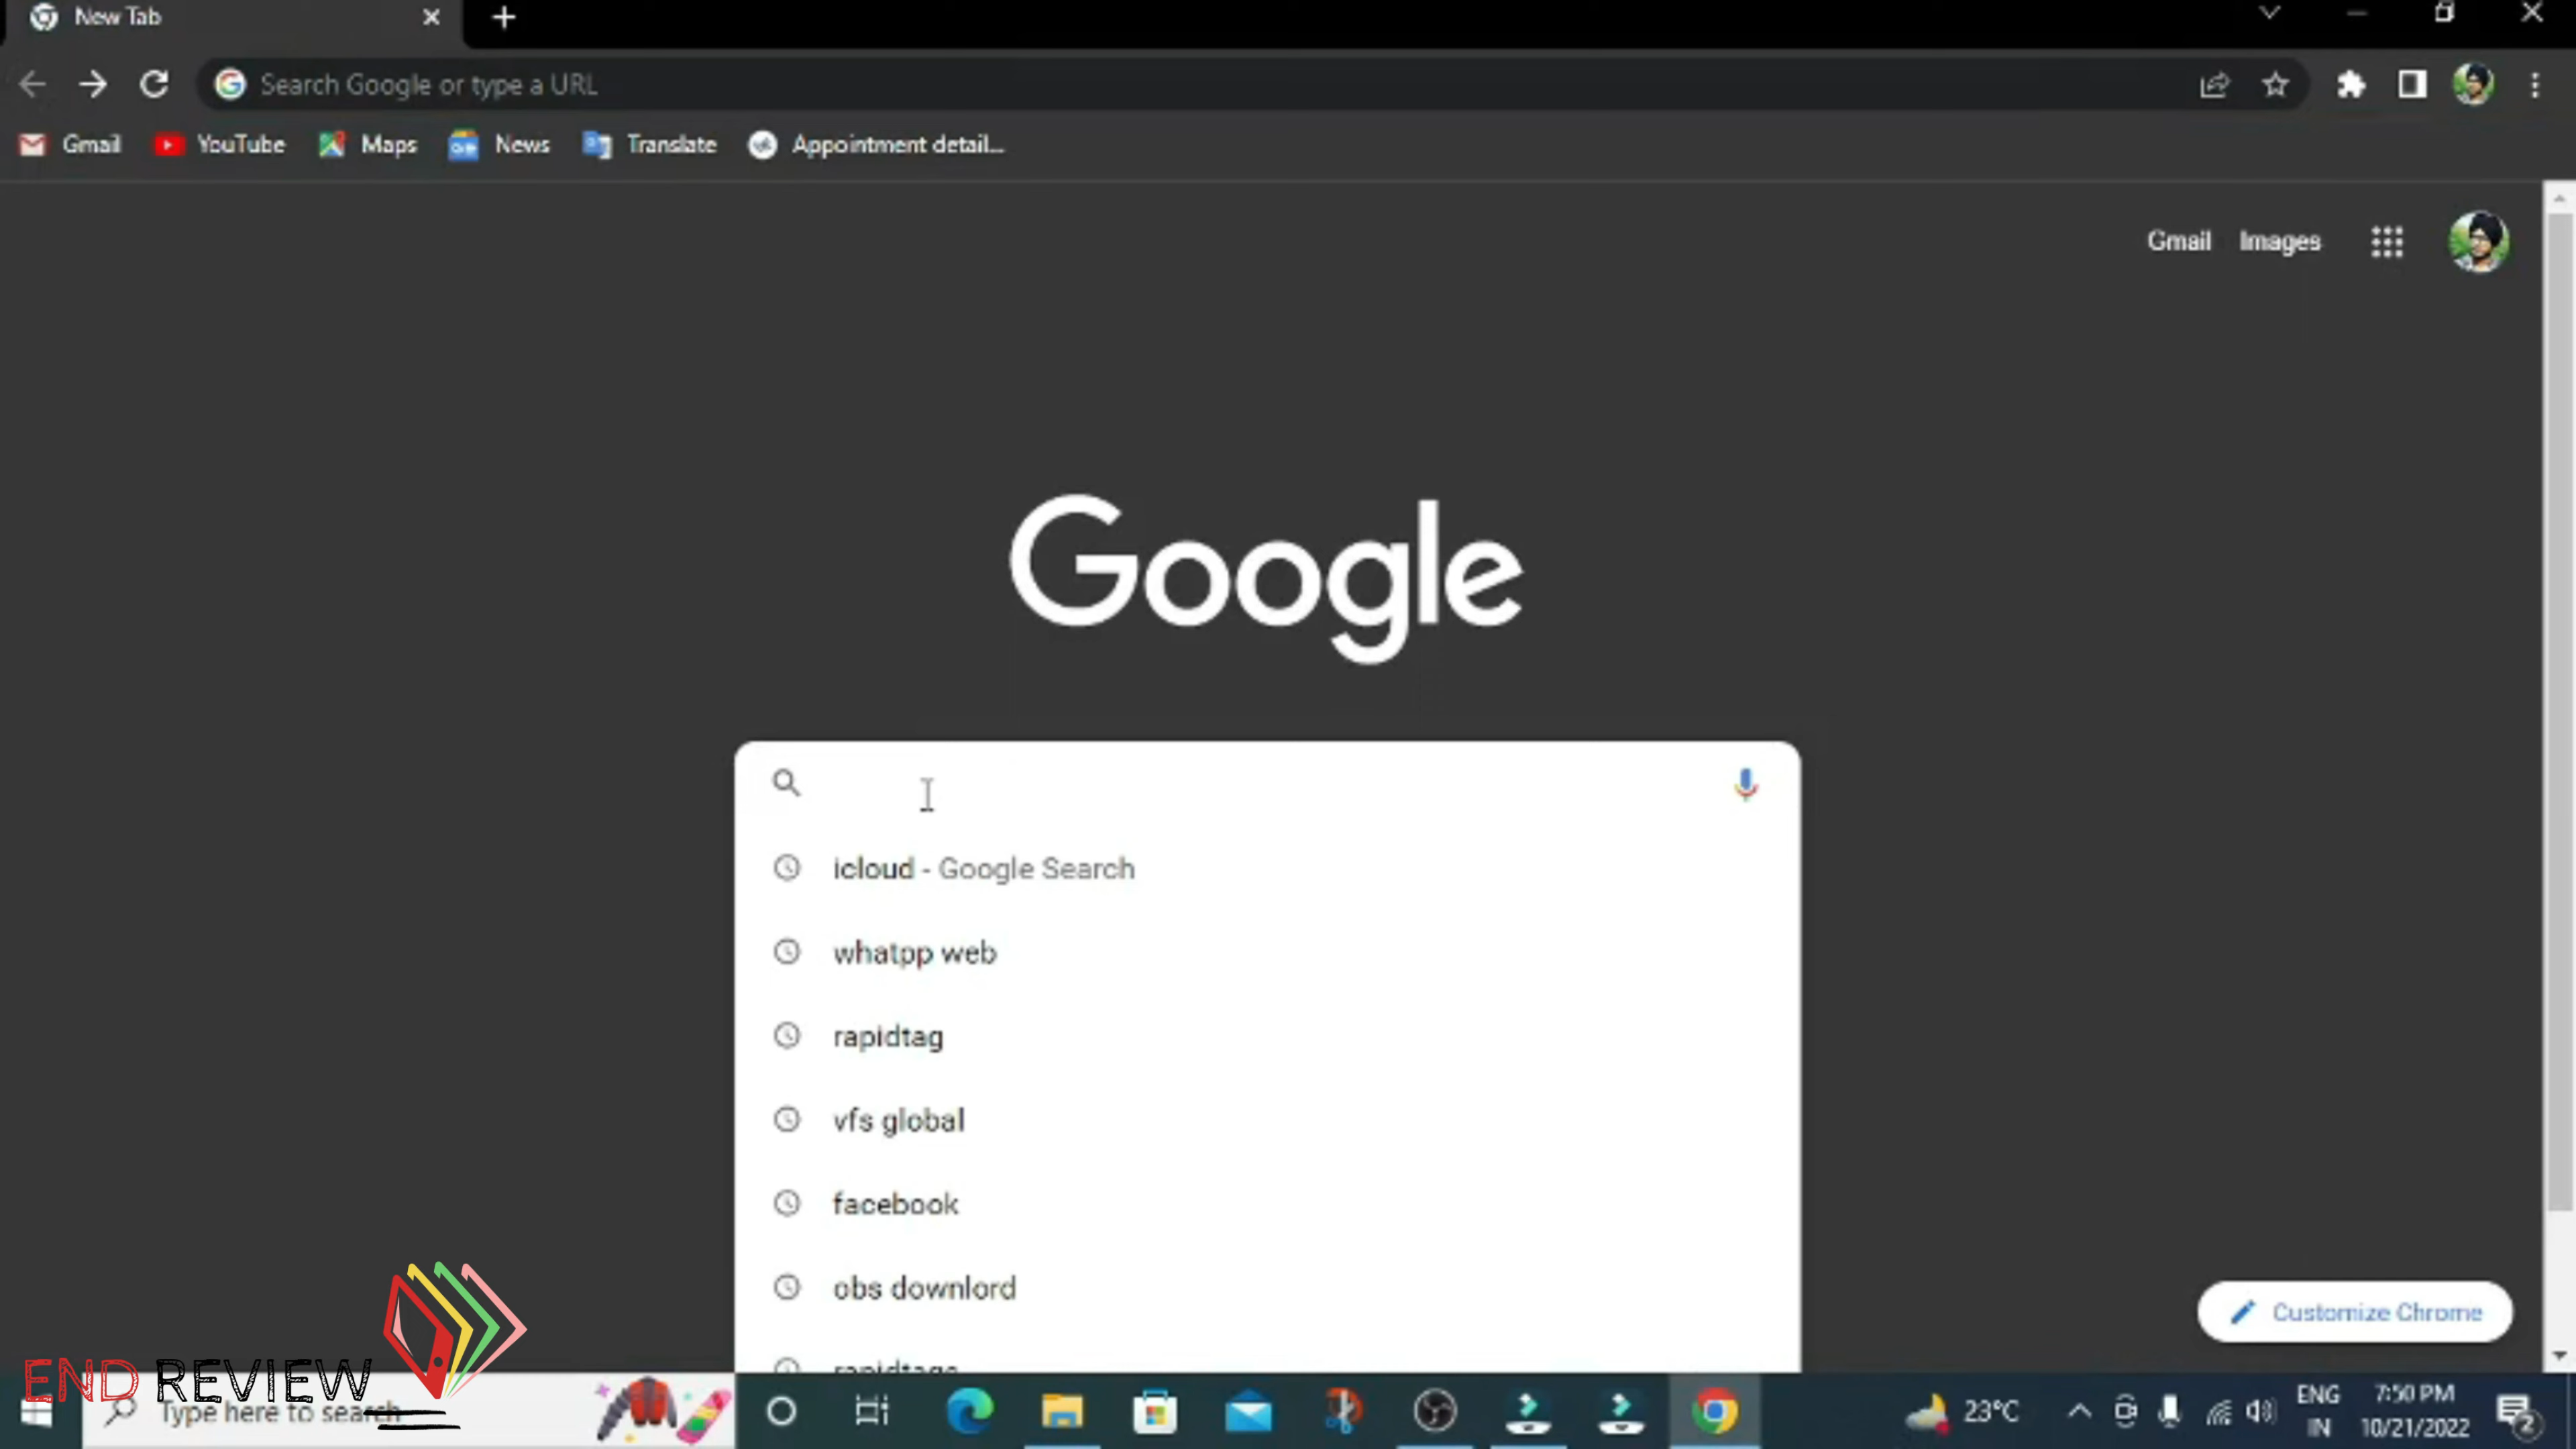 New Tab
Search Google or type a URL
Gmail YouTube Maps News Translate Appointment detail...
Gmail Images
Google
icloud - Google Search
whatpp web
rapidtag
vfs global
facebook
obs downlord
Customize Chrome
END REVIEW
Type here to search
23°C
ENG
IN
7:50 PM
10/21/2022
2